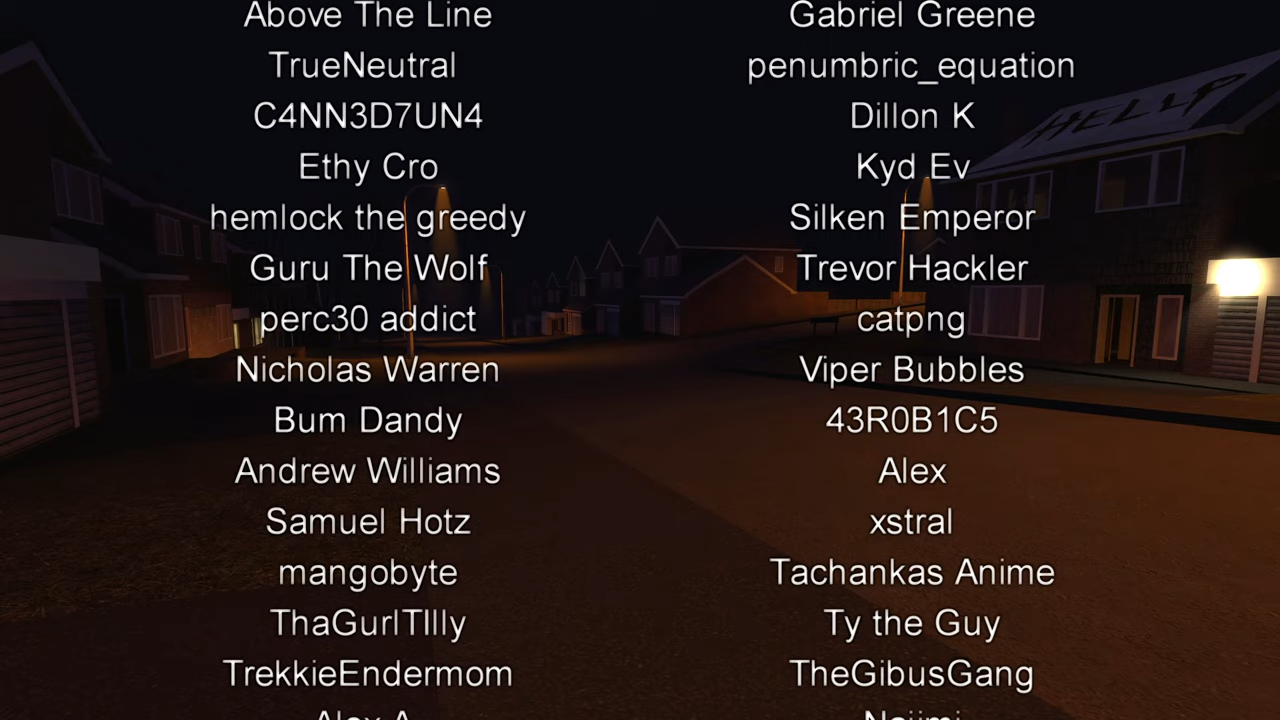 Above The Line
Gabriel Greene
TrueNeutral
penumbric_equation
C4NN3D7UN4
Dillon K
HELLP
Ethy Cro
Kyd Ev
hemlock the greedy
Silken Emperor
Guru The Wolf
Trevor Hackler
perc30 addict
catpng
Nicholas Warren
Viper Bubbles
Bum Dandy
43R0B1C5
Andrew Williams
Alex
Samuel Hotz
xstral
mangobyte
Tachankas Anime
ThaGurlTIlly
Ty the Guy
TrekkieEndermom
TheGibusGang
Alex A